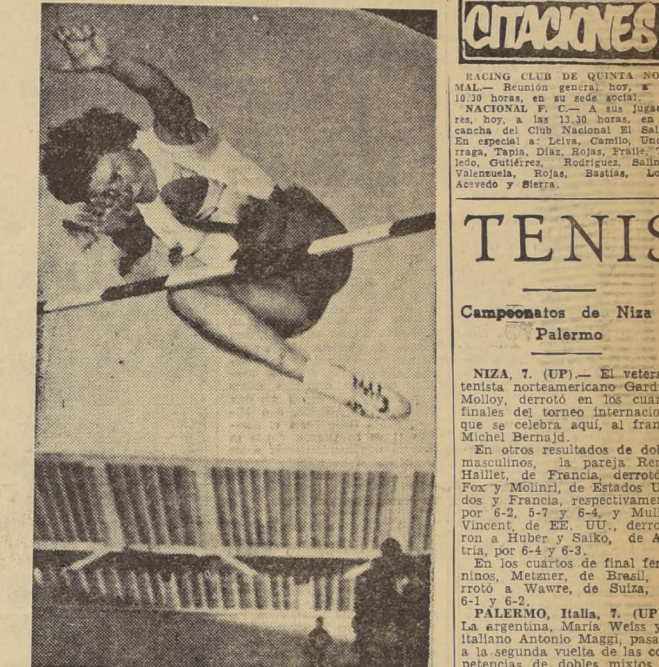 CITACIONES
RACING CLUB DE QUINTA NO
MAL.— Reunión general hoy, a
10.30 horas, en su sede social.
NACIONAL F. C.— A sus jugad
res, hoy, a las 13.30 horas, en
cancha del Club Nacional El Sal
En especial a: Leiva, Camilo, Und
rraga, Tapia, Díaz, Rojas, Fraile,
ledo, Gutiérrez, Rodríguez, Salin
Valenzuela, Rojas, Bastías, Lo
Acevedo y Sierra.
TENIS
Campeonatos de Niza
Palermo
NIZA, 7. (UP).— El vetera
tenista norteamericano Gard
Molloy, derrotó en los cuar
finales del torneo internacio
que se celebra aquí, al fran
Michel Bernajd.
En otros resultados de dob
masculinos, la pareja Rem
Haillet, de Francia, derrotó
Fox y Molinri, de Estados U
dos y Francia, respectivamen
por 6-2, 5-7 y 6-4, y Mull
Vincent, de EE. UU., derro
ron a Huber y Saiko, de A
tria, por 6-4 y 6-3.
En los cuartos de final fem
ninos, Metzner, de Brasil,
rrotó a Wawre, de Suiza,
6-1 y 6-2.
PALERMO, Italia, 7. (UP
La argentina, María Weiss y
italiano Antonio Maggi, pasa
a la segunda vuelta de las co
petencias de dobles mixtos,